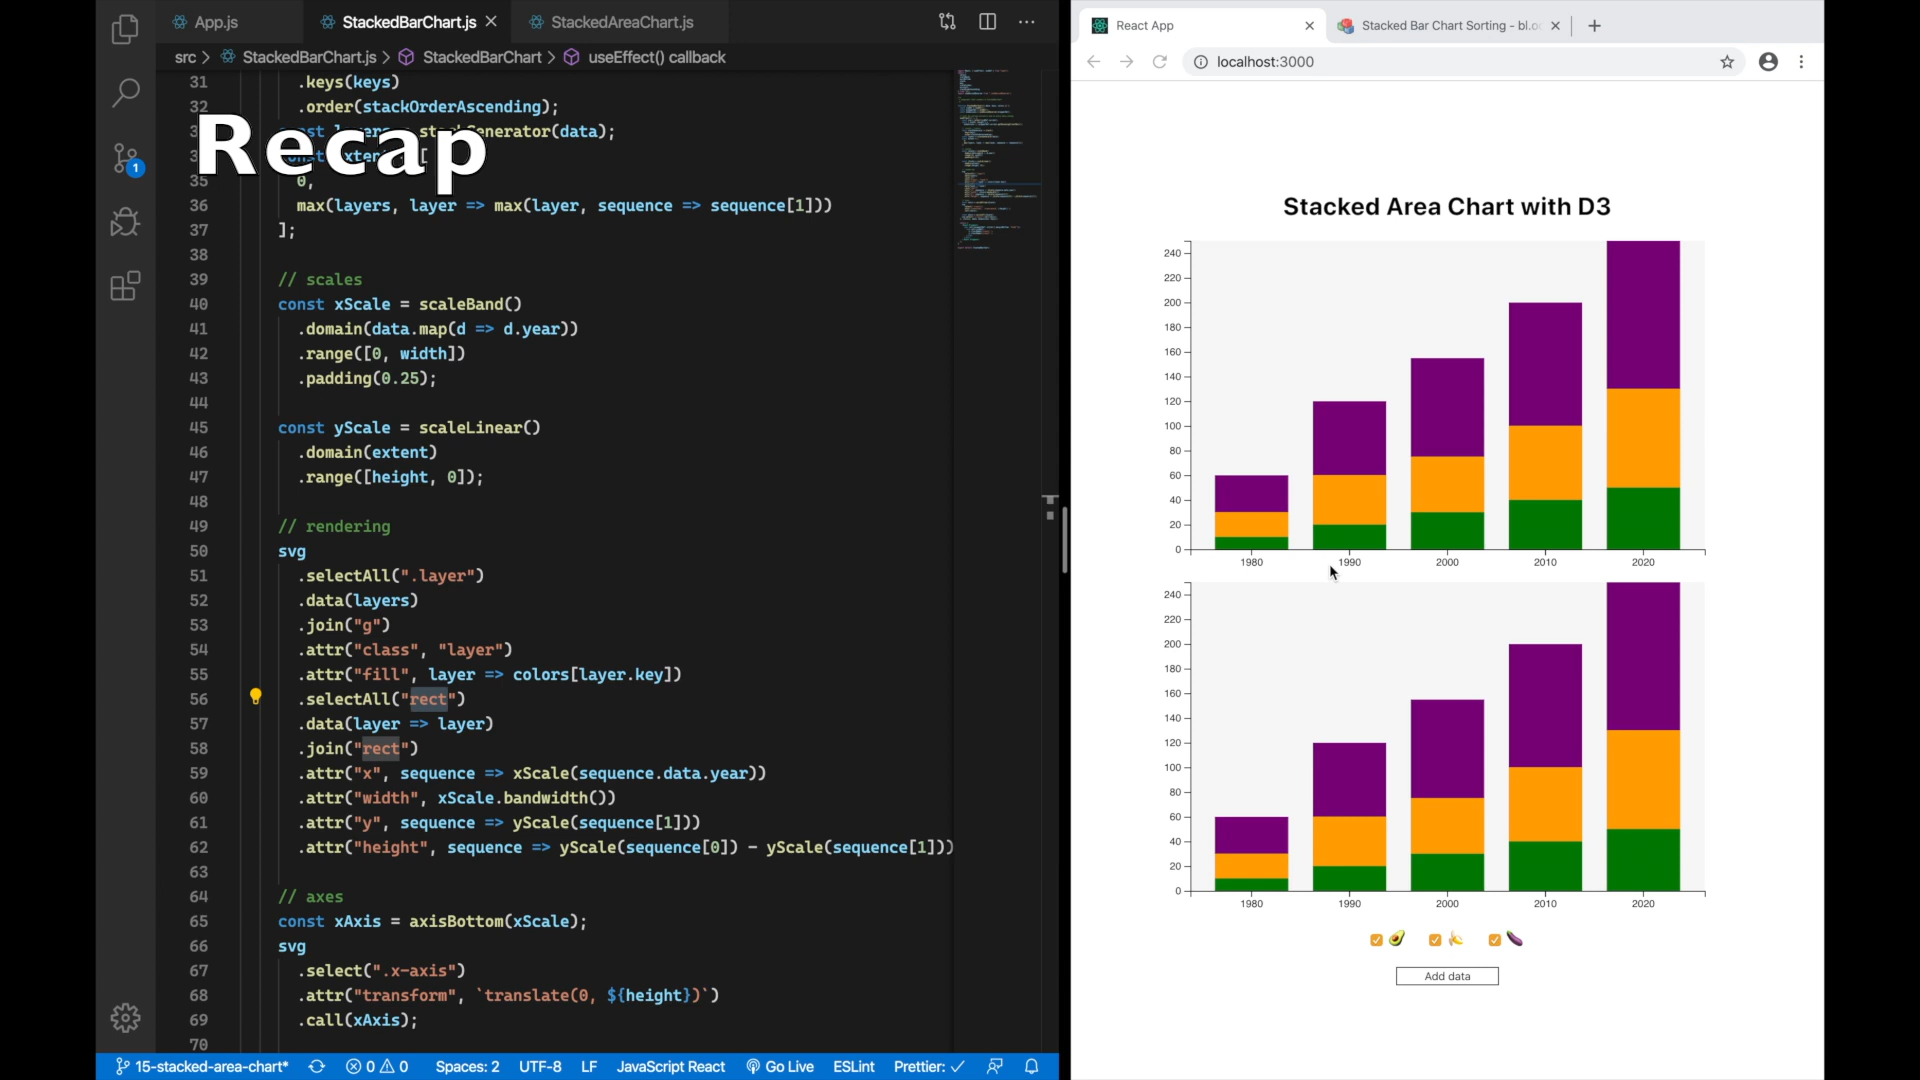 App.js
StackedBarChart.js
StackedAreaChart.js
src > StackedBarChart.js > StackedBarChart > useEffect() callback
Recap
31 .keys(keys)
32 .order(stackOrderAscending);
Generator(data);
35 0,
36 max(layers, layer => max(layer, sequence => sequence[1]))
37 ];
38
39 // scales
40 const xScale = scaleBand()
41 .domain(data.map(d => d.year))
42 .range([0, width])
43 .padding(0.25);
44
45 const yScale = scaleLinear()
46 .domain(extent)
47 .range([height, 0]);
48
49 // rendering
50 svg
51 .selectAll(".layer")
52 .data(layers)
53 .join("g")
54 .attr("class", "layer")
55 .attr("fill", layer => colors[layer.key])
56 .selectAll("rect")
57 .data(layer => layer)
58 .join("rect")
59 .attr("x", sequence => xScale(sequence.data.year))
60 .attr("width", xScale.bandwidth())
61 .attr("y", sequence => yScale(sequence[1]))
62 .attr("height", sequence => yScale(sequence[0]) - yScale(sequence[1]))
63
64 // axes
65 const xAxis = axisBottom(xScale);
66 svg
67 .select(".x-axis")
68 .attr("transform", `translate(0, ${height})`)
69 .call(xAxis);
70
1
15-stacked-area-chart*
0 0
Spaces: 2
UTF-8
LF
JavaScript React
Go Live
ESLint
Prettier: ✓
React App
Stacked Bar Chart Sorting - bl.o
localhost:3000
Stacked Area Chart with D3
240
220
200
180
160
140
120
100
80
60
40
20
0
1980 1990 2000 2010 2020
240
220
200
180
160
140
120
100
80
60
40
20
0
1980 1990 2000 2010 2020
Add data